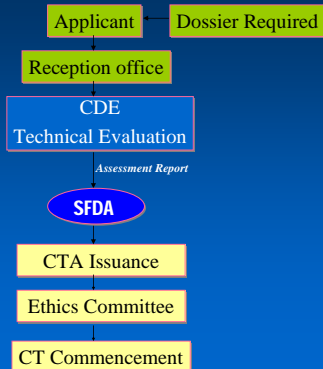 Applicant
Dossier Required
Reception office
CDE
Technical Evaluation
Assessment Report
SFDA
CTA Issuance
Ethics Committee
CT Commencement